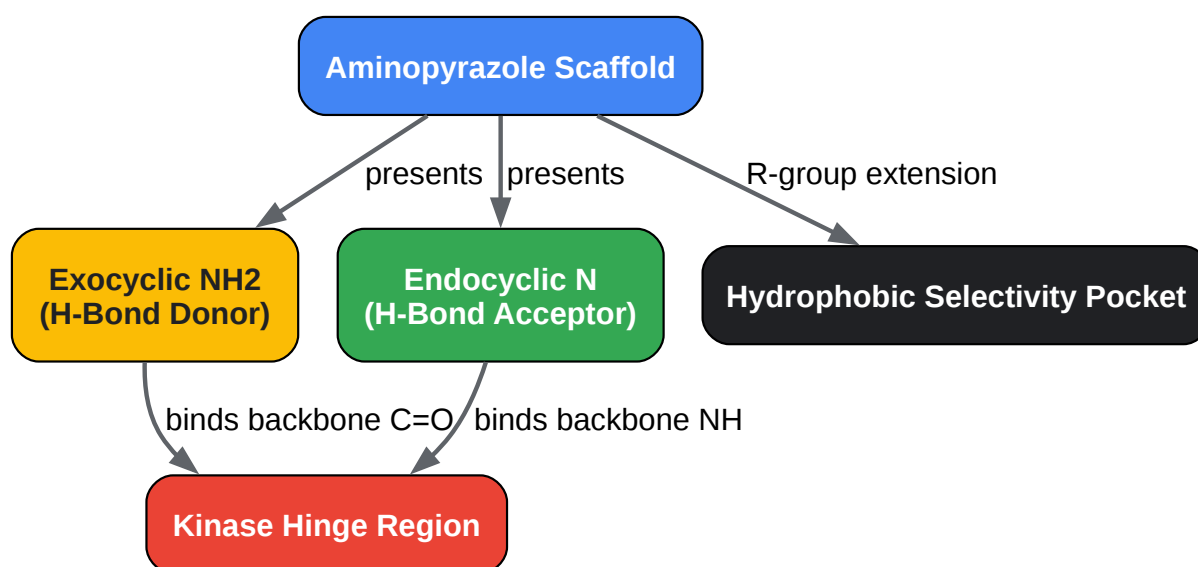 Aminopyrazole Scaffold
presents
presents
R-group extension
Exocyclic NH2
(H-Bond Donor)
Endocyclic N
(H-Bond Acceptor)
Hydrophobic Selectivity Pocket
binds backbone C=O
binds backbone NH
Kinase Hinge Region